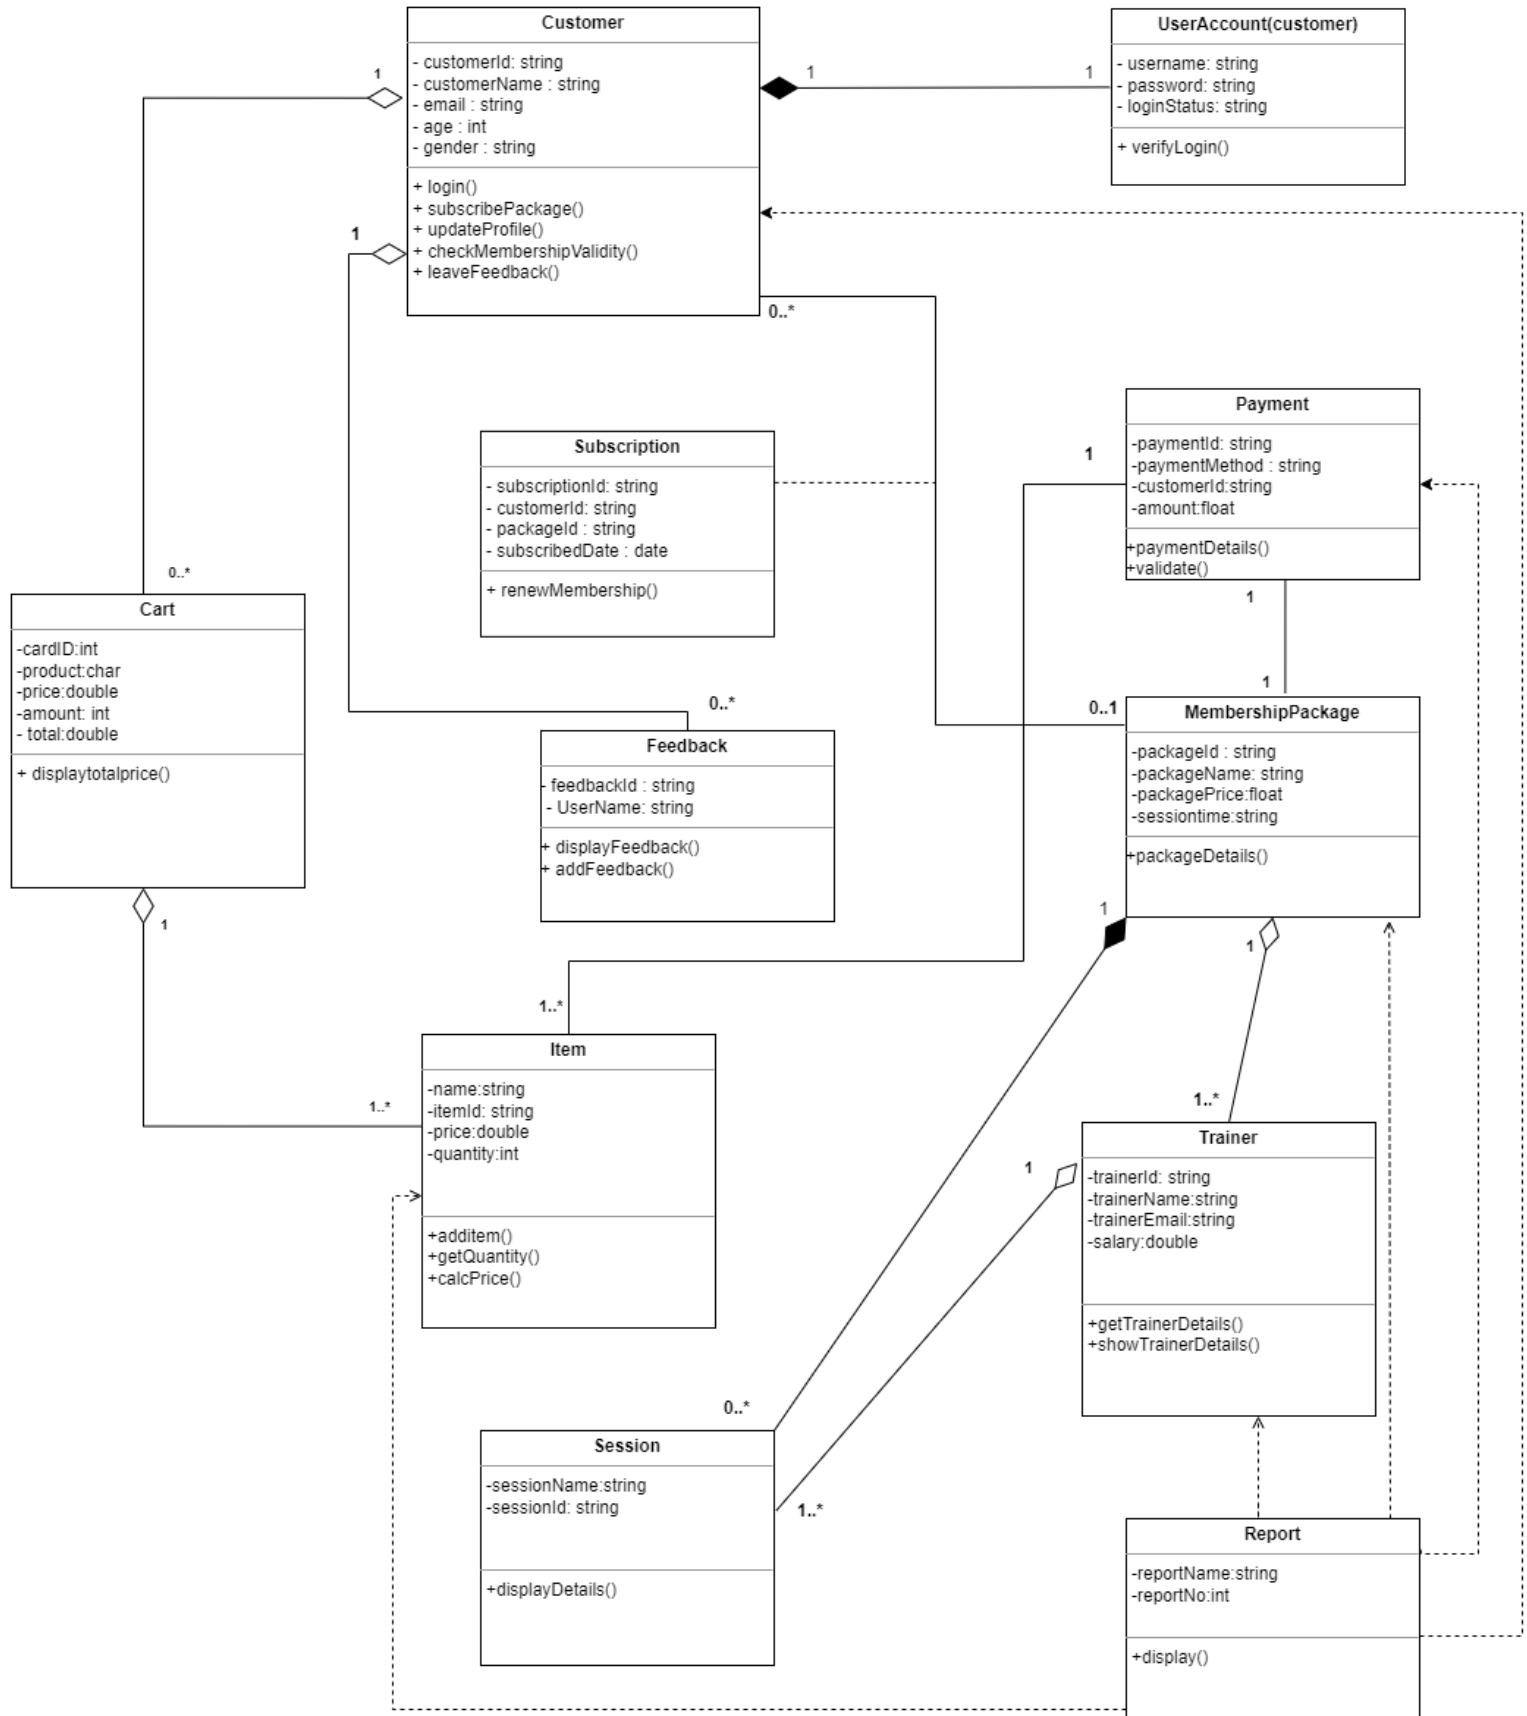 Customer
- customerId: string
- customerName : string
- email : string
- age : int
- gender : string
+ login()
+ subscribePackage()
+ updateProfile()
+ checkMembershipValidity()
+ leaveFeedback()
1
1
1
1
0..*
UserAccount(customer)
- username: string
- password: string
- loginStatus: string
+ verifyLogin()
Subscription
- subscriptionId: string
- customerId: string
- packageId : string
- subscribedDate : date
+ renewMembership()
Payment
-paymentId: string
-paymentMethod : string
-customerId:string
-amount:float
+paymentDetails()
+validate()
1
1
1
0..*
Cart
-cardID:int
-product:char
-price:double
-amount: int
- total:double
+ displaytotalprice()
1
0..*
Feedback
- feedbackId : string
- UserName: string
+ displayFeedback()
+ addFeedback()
0..1
MembershipPackage
-packageId : string
-packageName: string
-packagePrice:float
-sessiontime:string
+packageDetails()
1
1
1..*
1..*
Item
-name:string
-itemId: string
-price:double
-quantity:int
+additem()
+getQuantity()
+calcPrice()
1..*
1
Trainer
-trainerId: string
-trainerName:string
-trainerEmail:string
-salary:double
+getTrainerDetails()
+showTrainerDetails()
0..*
1..*
Session
-sessionName:string
-sessionId: string
+displayDetails()
Report
-reportName:string
-reportNo:int
+display()